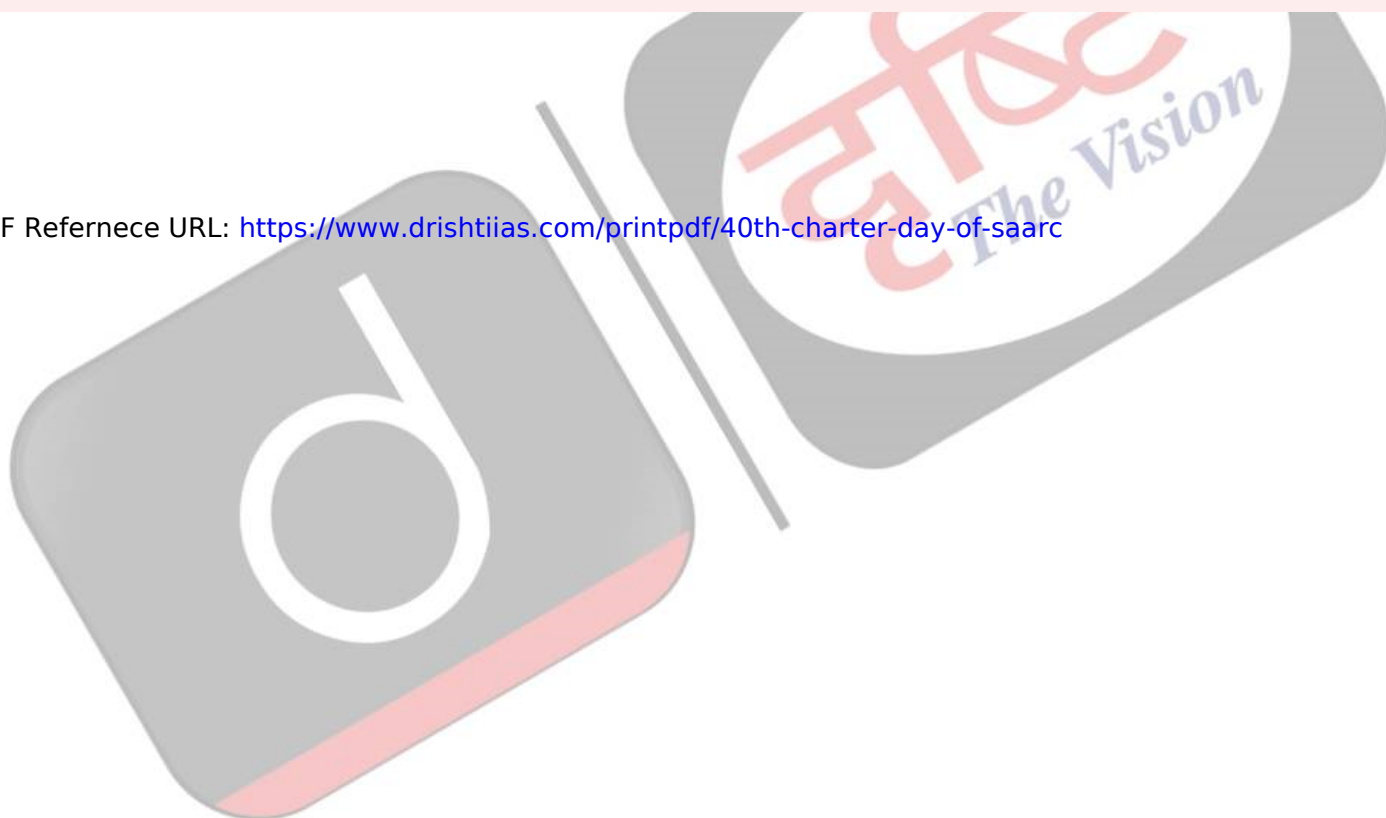 दृष्टि
The Vision
F Refernece URL: https://www.drishtiias.com/printpdf/40th-charter-day-of-saarc